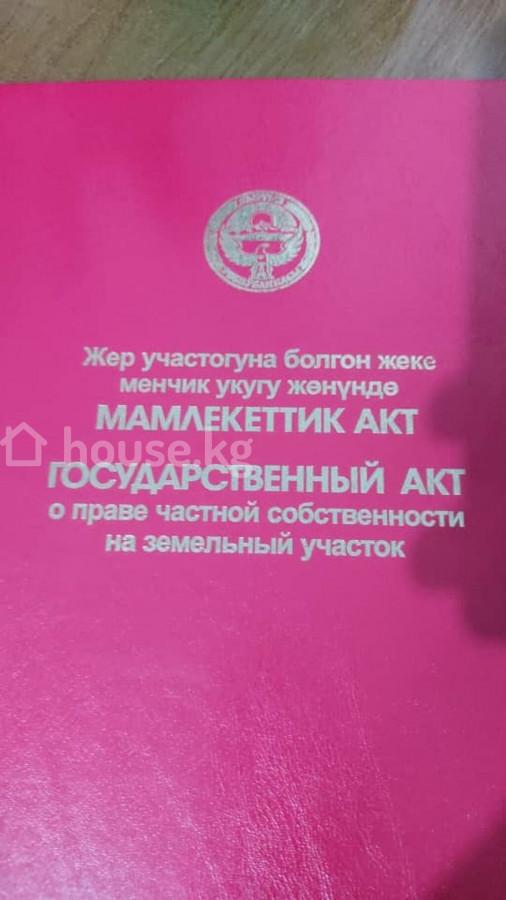 Жер участогуна болгон жеке
менчик укугу жөнүндө
МАМЛЕКЕТТИК АКТ
house.kg
ГОСУДАРСТВЕННЫЙ АКТ
о праве частной собственности
на земельный участок